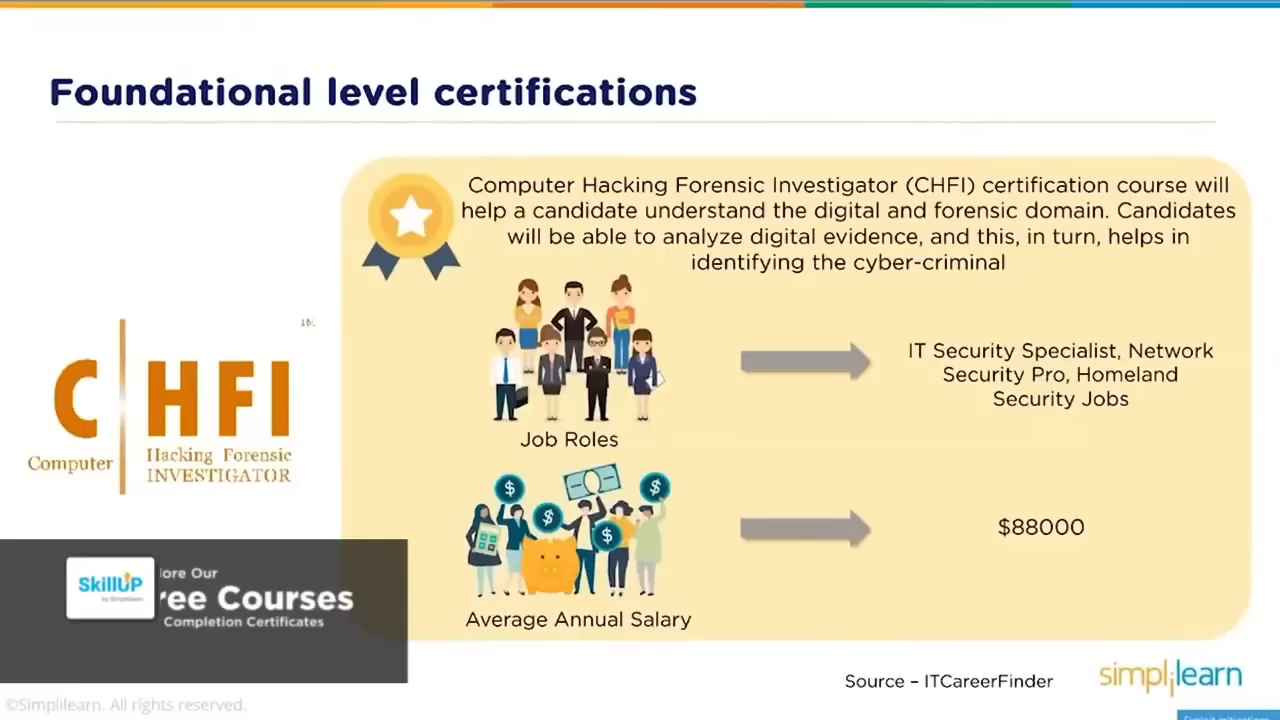 Foundational level certifications
Computer Hacking Forensic Investigator (CHFI) certification course will
help a candidate understand the digital and forensic domain. Candidates
will be able to analyze digital evidence, and this, in turn, helps in
identifying the cyber-criminal
C HFI
Computer
Hacking Forensic
INVESTIGATOR
IT Security Specialist, Network
Security Pro, Homeland
Security Jobs
Job Roles
$88000
Average Annual Salary
SkillUP
by Simplilearn
lore Our
ree Courses
Completion Certificates
Source – ITCareerFinder
simplilearn
©Simplilearn. All rights reserved.